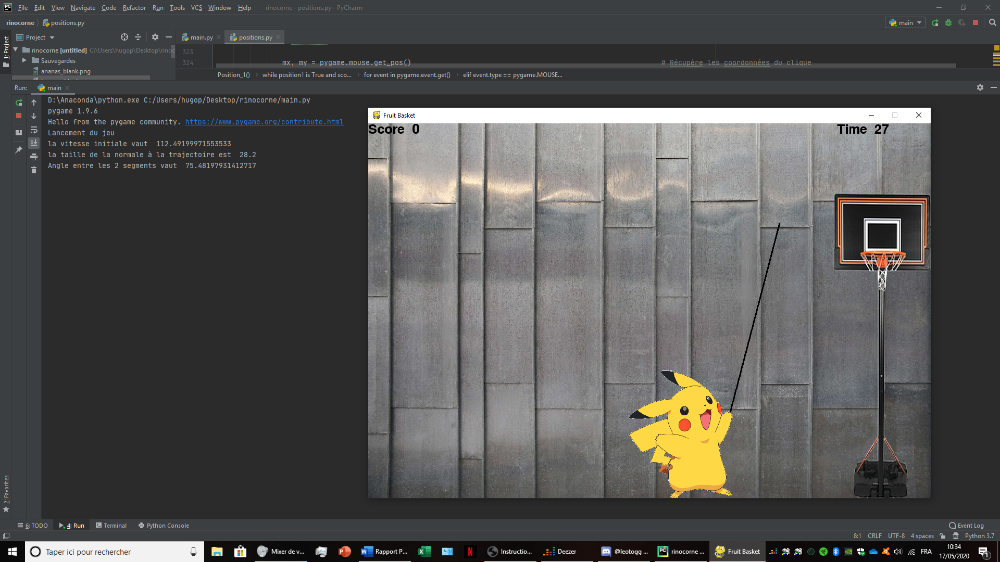 File Edit View Navigate Code Refactor Run Tools VCS Window Help rinocorne - positions.py - PyCharm
rinocorne positions.py main
1: Project
Project main.py positions.py
rinocorne [untitled] C:\Users\hugop\Desktop\rinoc
Sauvegardes
ananas_blank.png
323
324 mx, my = pygame.mouse.get_pos() # Récupère les coordonnées du clique
Position_1() while position1 is True and sco... for event in pygame.event.get() elif event.type == pygame.MOUSE...
Run: main
D:\Anaconda\python.exe C:/Users/hugop/Desktop/rinocorne/main.py
pygame 1.9.6
Hello from the pygame community. https://www.pygame.org/contribute.html
Lancement du jeu
la vitesse initiale vaut 112.49199971553533
la taille de la normale à la trajectoire est 28.2
Angle entre les 2 segments vaut 75.48197931412717
Fruit Basket
Score 0 Time 27
2: Favorites
6: TODO 4: Run Terminal Python Console Event Log
8:1 CRLF UTF-8 4 spaces Python 3.7
Taper ici pour rechercher Mixer de v... Rapport P... Instructio... Deezer @leotogg ... rinocorne ... Fruit Basket FRA 10:34
17/05/2020 1